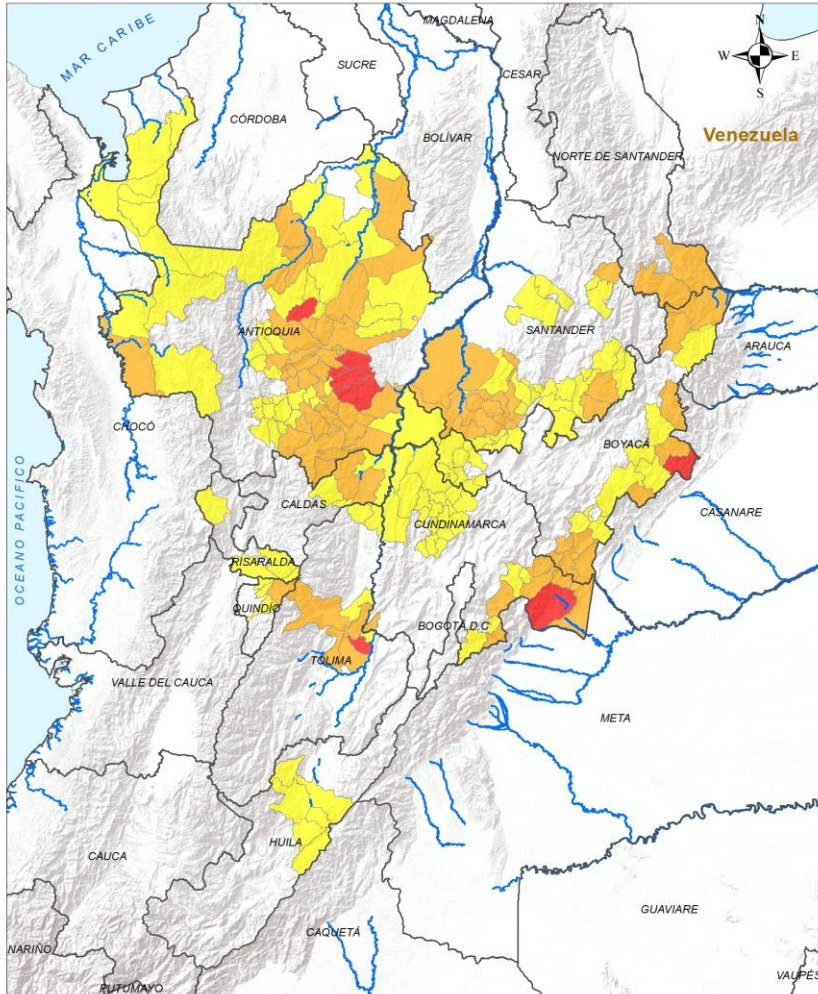 MAGDALENA
N
MAR CARIBE
SUCRE
W
E
CESAR
S
CÓRDOBA
BOLÍVAR
Venezuela
NORTE DE SANTANDER
ANTIOQUIA
SANTANDER
ARAUCA
CHOCÓ
BOYACÁ
OCEANO PACIFICO
CALDAS
CASANARE
CUNDINAMARCA
RISARALDA
QUINDÍO
BOGOTÁ, D.C
TOLIMA
VALLE DEL CAUCA
META
HUILA
CAUCA
GUAVIARE
CAQUETÁ
NARIÑO
VAUPÉS
PUTUMAYO